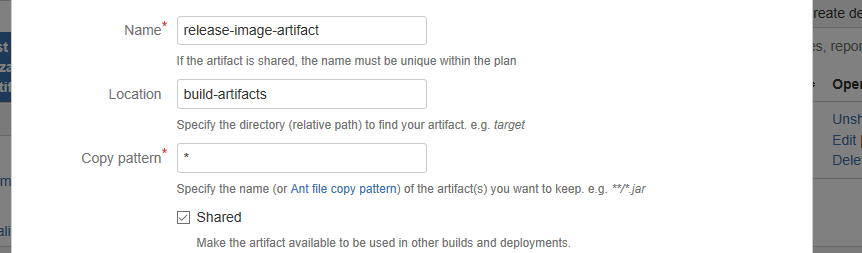 Name*
release-image-artifact
If the artifact is shared, the name must be unique within the plan
Location
build-artifacts
Specify the directory (relative path) to find your artifact. e.g. target
Copy pattern*
*
Specify the name (or Ant file copy pattern) of the artifact(s) you want to keep. e.g. **/*.jar
Shared
Make the artifact available to be used in other builds and deployments.
reate de
es, repor
Oper
Unsh
Edit |
Dele